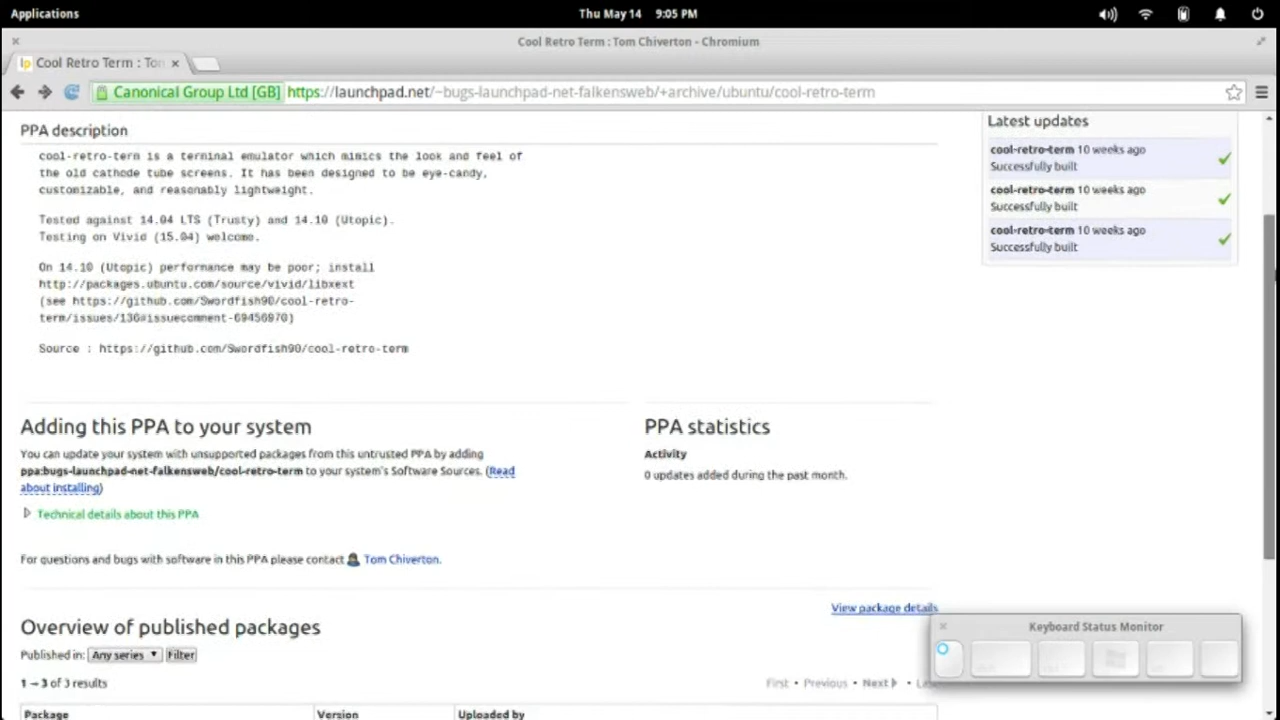 Applications
Thu May 14 9:05 PM
Cool Retro Term : Tom Chiverton - Chromium
Cool Retro Term : Ton
Canonical Group Ltd [GB] https://launchpad.net/~bugs-launchpad-net-falkensweb/+archive/ubuntu/cool-retro-term
PPA description
cool-retro-term is a terminal emulator which mimics the look and feel of
the old cathode tube screens. It has been designed to be eye-candy,
customizable, and reasonably lightweight.
Tested against 14.04 LTS (Trusty) and 14.10 (Utopic).
Testing on Vivid (15.04) welcome.
On 14.10 (Utopic) performance may be poor; install
http://packages.ubuntu.com/source/vivid/libxext
(see https://github.com/Swordfish90/cool-retro-
term/issues/130#issuecomment-69456970)
Source : https://github.com/Swordfish90/cool-retro-term
Latest updates
cool-retro-term 10 weeks ago
Successfully built
cool-retro-term 10 weeks ago
Successfully built
cool-retro-term 10 weeks ago
Successfully built
Adding this PPA to your system
You can update your system with unsupported packages from this untrusted PPA by adding
ppa:bugs-launchpad-net-falkensweb/cool-retro-term to your system's Software Sources. (Read
about installing)
Technical details about this PPA
For questions and bugs with software in this PPA please contact Tom Chiverton.
PPA statistics
Activity
0 updates added during the past month.
View package details
Overview of published packages
Published in: Any series Filter
1 → 3 of 3 results
First • Previous • Next • La
Package Version Uploaded by
Keyboard Status Monitor